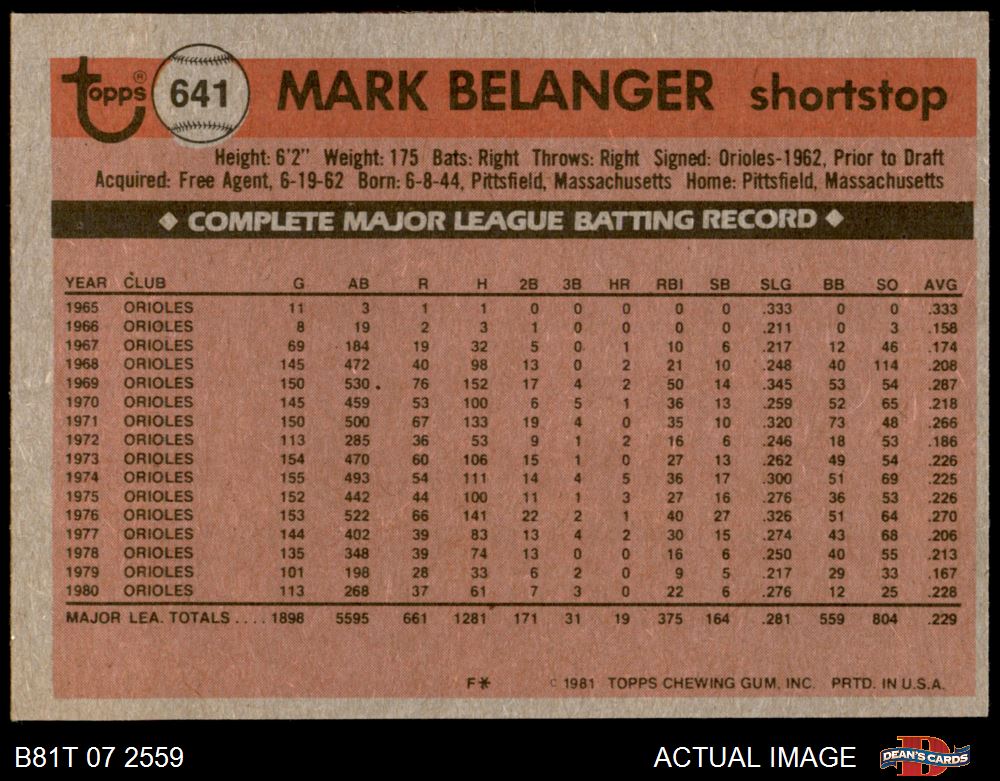 topps® 641 MARK BELANGER shortstop
Height: 6'2" Weight: 175 Bats: Right Throws: Right Signed: Orioles-1962, Prior to Draft
Acquired: Free Agent, 6-19-62 Born: 6-8-44, Pittsfield, Massachusetts Home: Pittsfield, Massachusetts
◆ COMPLETE MAJOR LEAGUE BATTING RECORD ◆
YEAR CLUB G AB R H 2B 3B HR RBI SB SLG BB SO AVG
1965 ORIOLES 11 3 1 1 0 0 0 0 0 .333 0 0 .333
1966 ORIOLES 8 19 2 3 1 0 0 0 0 .211 0 3 .158
1967 ORIOLES 69 184 19 32 5 0 1 10 6 .217 12 46 .174
1968 ORIOLES 145 472 40 98 13 0 2 21 10 .248 40 114 .208
1969 ORIOLES 150 530 76 152 17 4 2 50 14 .345 53 54 .287
1970 ORIOLES 145 459 53 100 6 5 1 36 13 .259 52 65 .218
1971 ORIOLES 150 500 67 133 19 4 0 35 10 .320 73 48 .266
1972 ORIOLES 113 285 36 53 9 1 2 16 6 .246 18 53 .186
1973 ORIOLES 154 470 60 106 15 1 0 27 13 .262 49 54 .226
1974 ORIOLES 155 493 54 111 14 4 5 36 17 .300 51 69 .225
1975 ORIOLES 152 442 44 100 11 1 3 27 16 .276 36 53 .226
1976 ORIOLES 153 522 66 141 22 2 1 40 27 .326 51 64 .270
1977 ORIOLES 144 402 39 83 13 4 2 30 15 .274 43 68 .206
1978 ORIOLES 135 348 39 74 13 0 0 16 6 .250 40 55 .213
1979 ORIOLES 101 198 28 33 6 2 0 9 5 .217 29 33 .167
1980 ORIOLES 113 268 37 61 7 3 0 22 6 .276 12 25 .228
MAJOR LEA. TOTALS .... 1898 5595 661 1281 171 31 19 375 164 .281 559 804 .229
F* © 1981 TOPPS CHEWING GUM, INC. PRTD. IN U.S.A.
B81T 07 2559 ACTUAL IMAGE DEAN'S CARDS